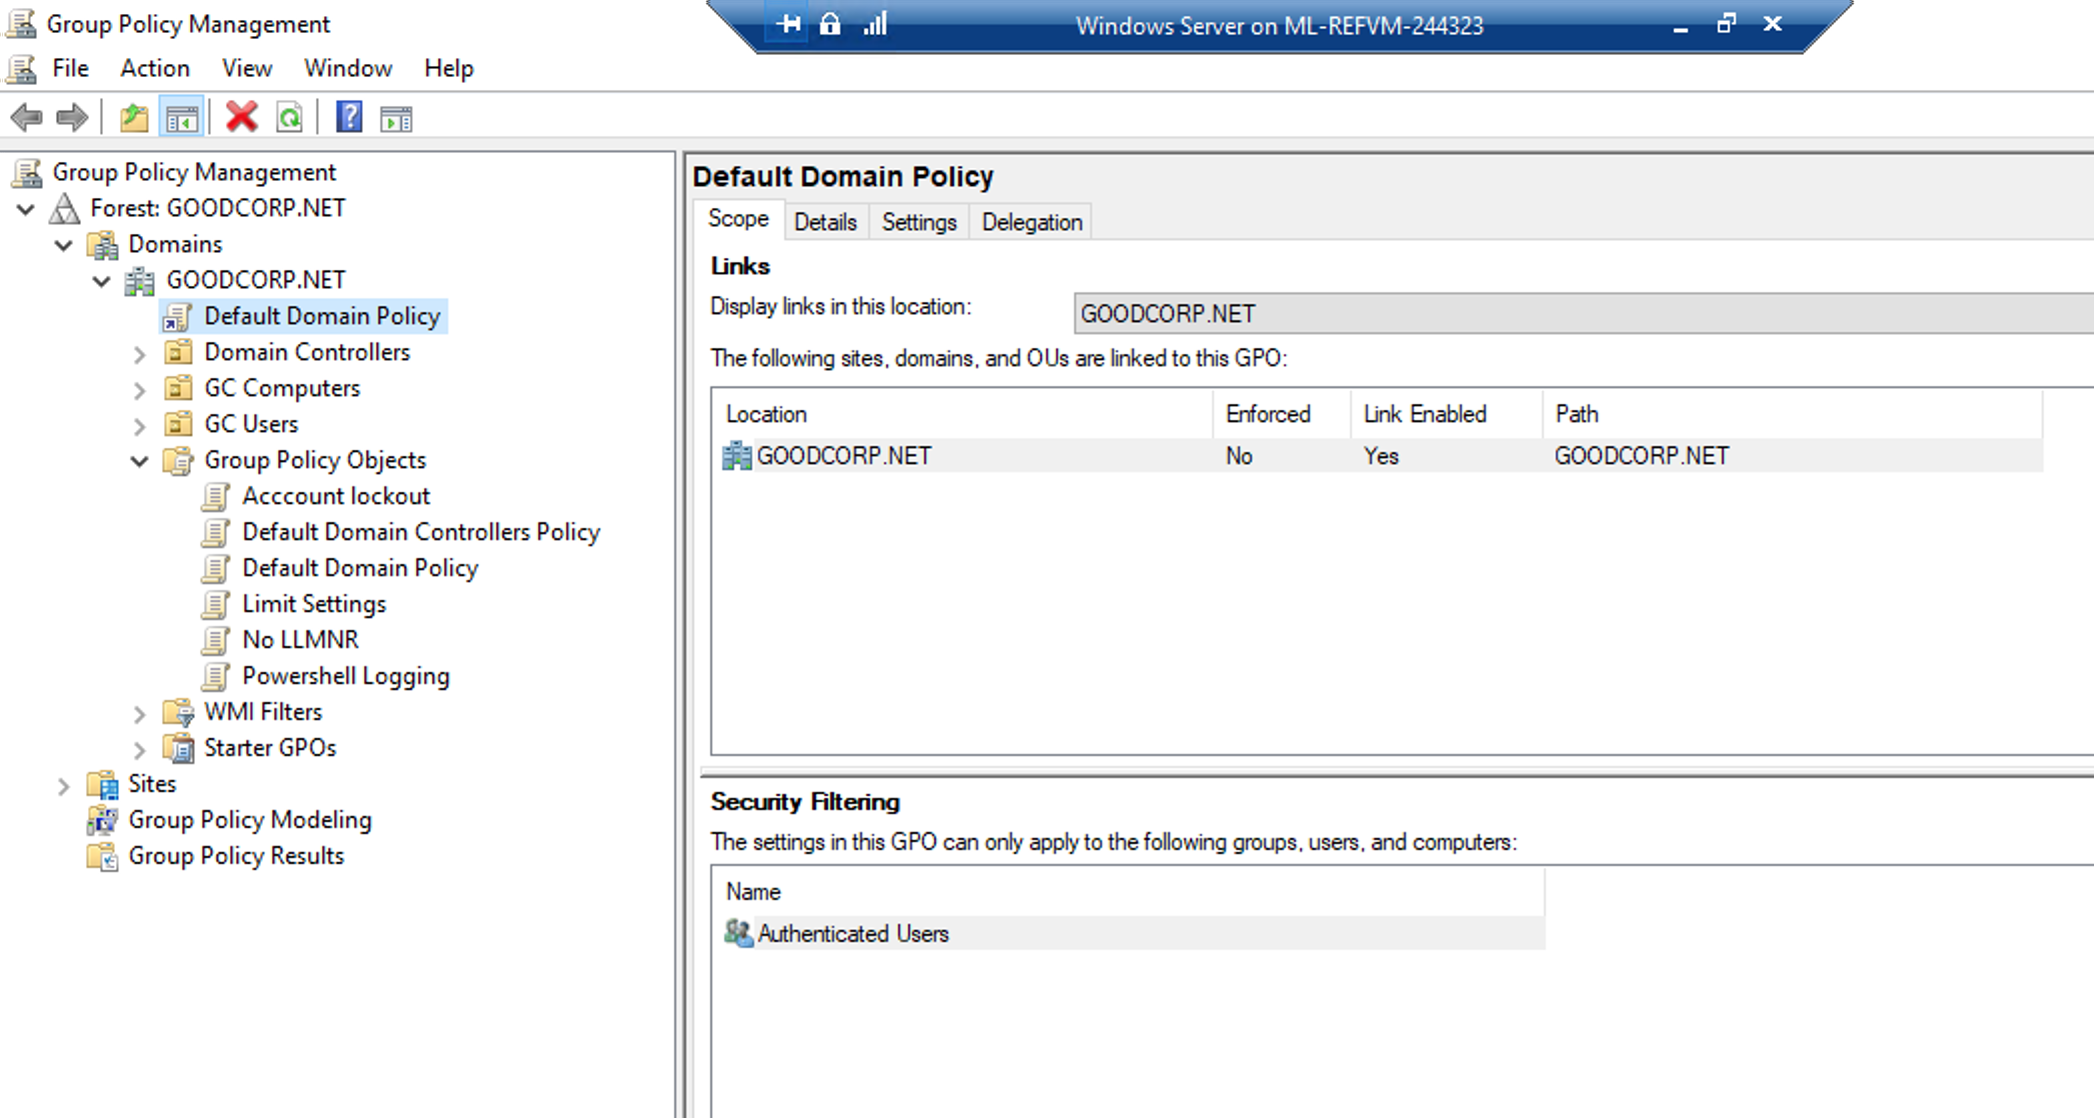 Group Policy Management
Windows Server on ML-REFVM-244323
File Action View Window Help
Group Policy Management
Forest: GOODCORP.NET
Domains
GOODCORP.NET
Default Domain Policy
Domain Controllers
GC Computers
GC Users
Group Policy Objects
Acccount lockout
Default Domain Controllers Policy
Default Domain Policy
Limit Settings
No LLMNR
Powershell Logging
WMI Filters
Starter GPOs
Sites
Group Policy Modeling
Group Policy Results
Default Domain Policy
Scope Details Settings Delegation
Links
Display links in this location: GOODCORP.NET
The following sites, domains, and OUs are linked to this GPO:
Location Enforced Link Enabled Path
GOODCORP.NET No Yes GOODCORP.NET
Security Filtering
The settings in this GPO can only apply to the following groups, users, and computers:
Name
Authenticated Users